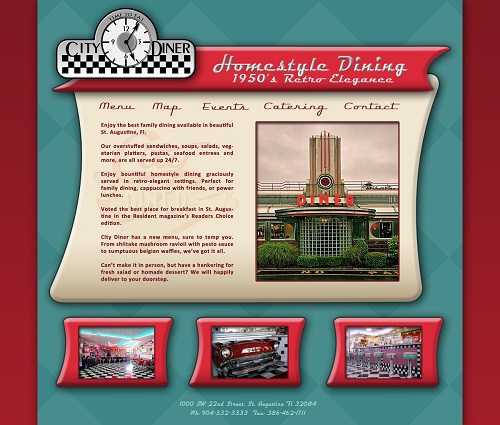 TIME TO EAT
CITY DINER
Homestyle Dining
1950's Retro Elegance
Menu Map Events Catering Contact
Enjoy the best family dining available in beautiful
St. Augustine, Fl.
Our overstuffed sandwiches, soups, salads, veg-
etarian platters, pastas, seafood entrees and
more, are all served up 24/7.
Enjoy bountiful homestyle dining graciously
served in retro-elegant settings. Perfect for
family dining, cappuccino with friends, or power
lunches.
Voted the best place for breakfast in St. Augus-
tine in the Resident magazine's Readers Choice
edition.
City Diner has a new menu, sure to temp you.
From shiitake mushroom ravioli with pesto sauce
to sumptuous belgian waffles, we've got it all.
Can't make it in person, but have a hankering for
fresh salad or homade dessert? We will happily
deliver to your doorstep.
DINER
1000 SW 22nd Street, St. Augustine Fl 32084
Ph: 904-332-3333 Fax: 386-462-1711